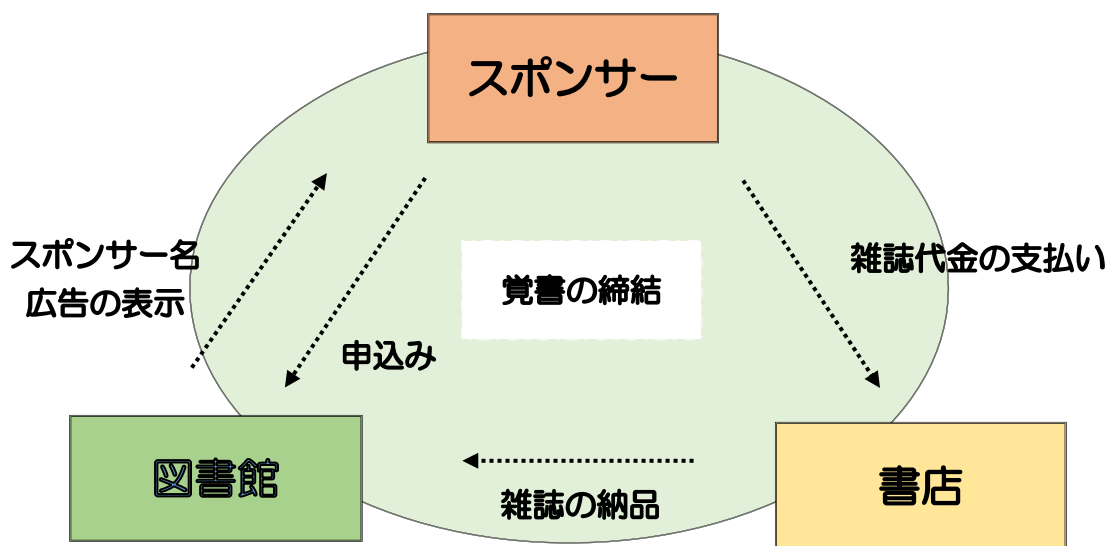 スポンサー
スポンサー名
広告の表示
申込み
覚書の締結
雑誌代金の支払い
図書館
雑誌の納品
書店